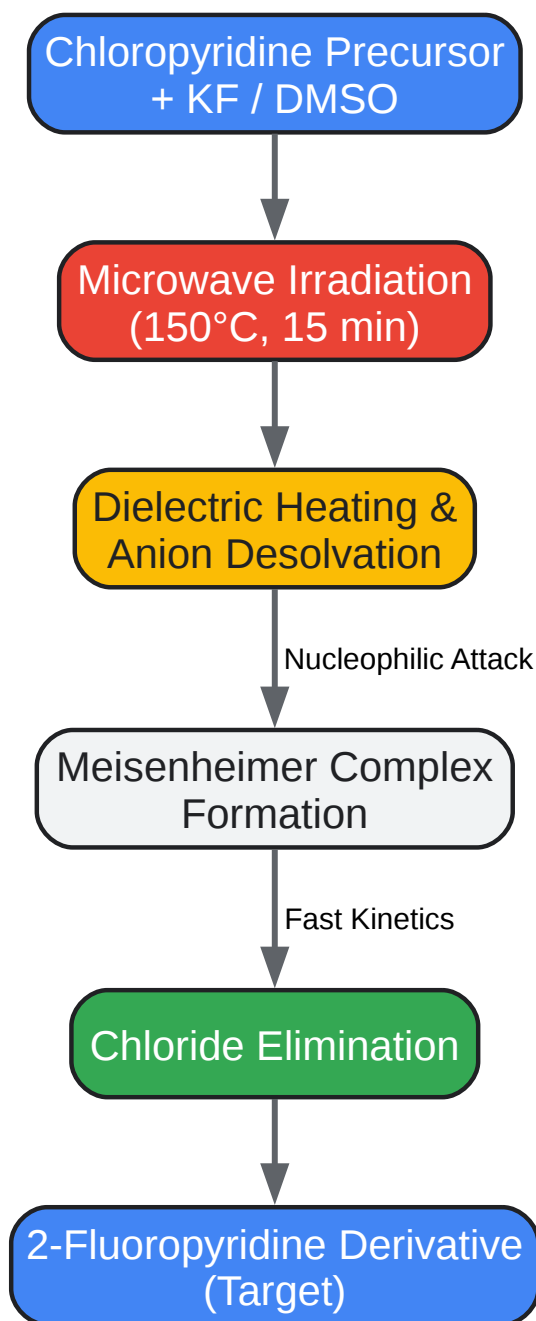 Chloropyridine Precursor
+ KF / DMSO
Microwave Irradiation
(150°C, 15 min)
Dielectric Heating &
Anion Desolvation
Nucleophilic Attack
Meisenheimer Complex
Formation
Fast Kinetics
Chloride Elimination
2-Fluoropyridine Derivative
(Target)